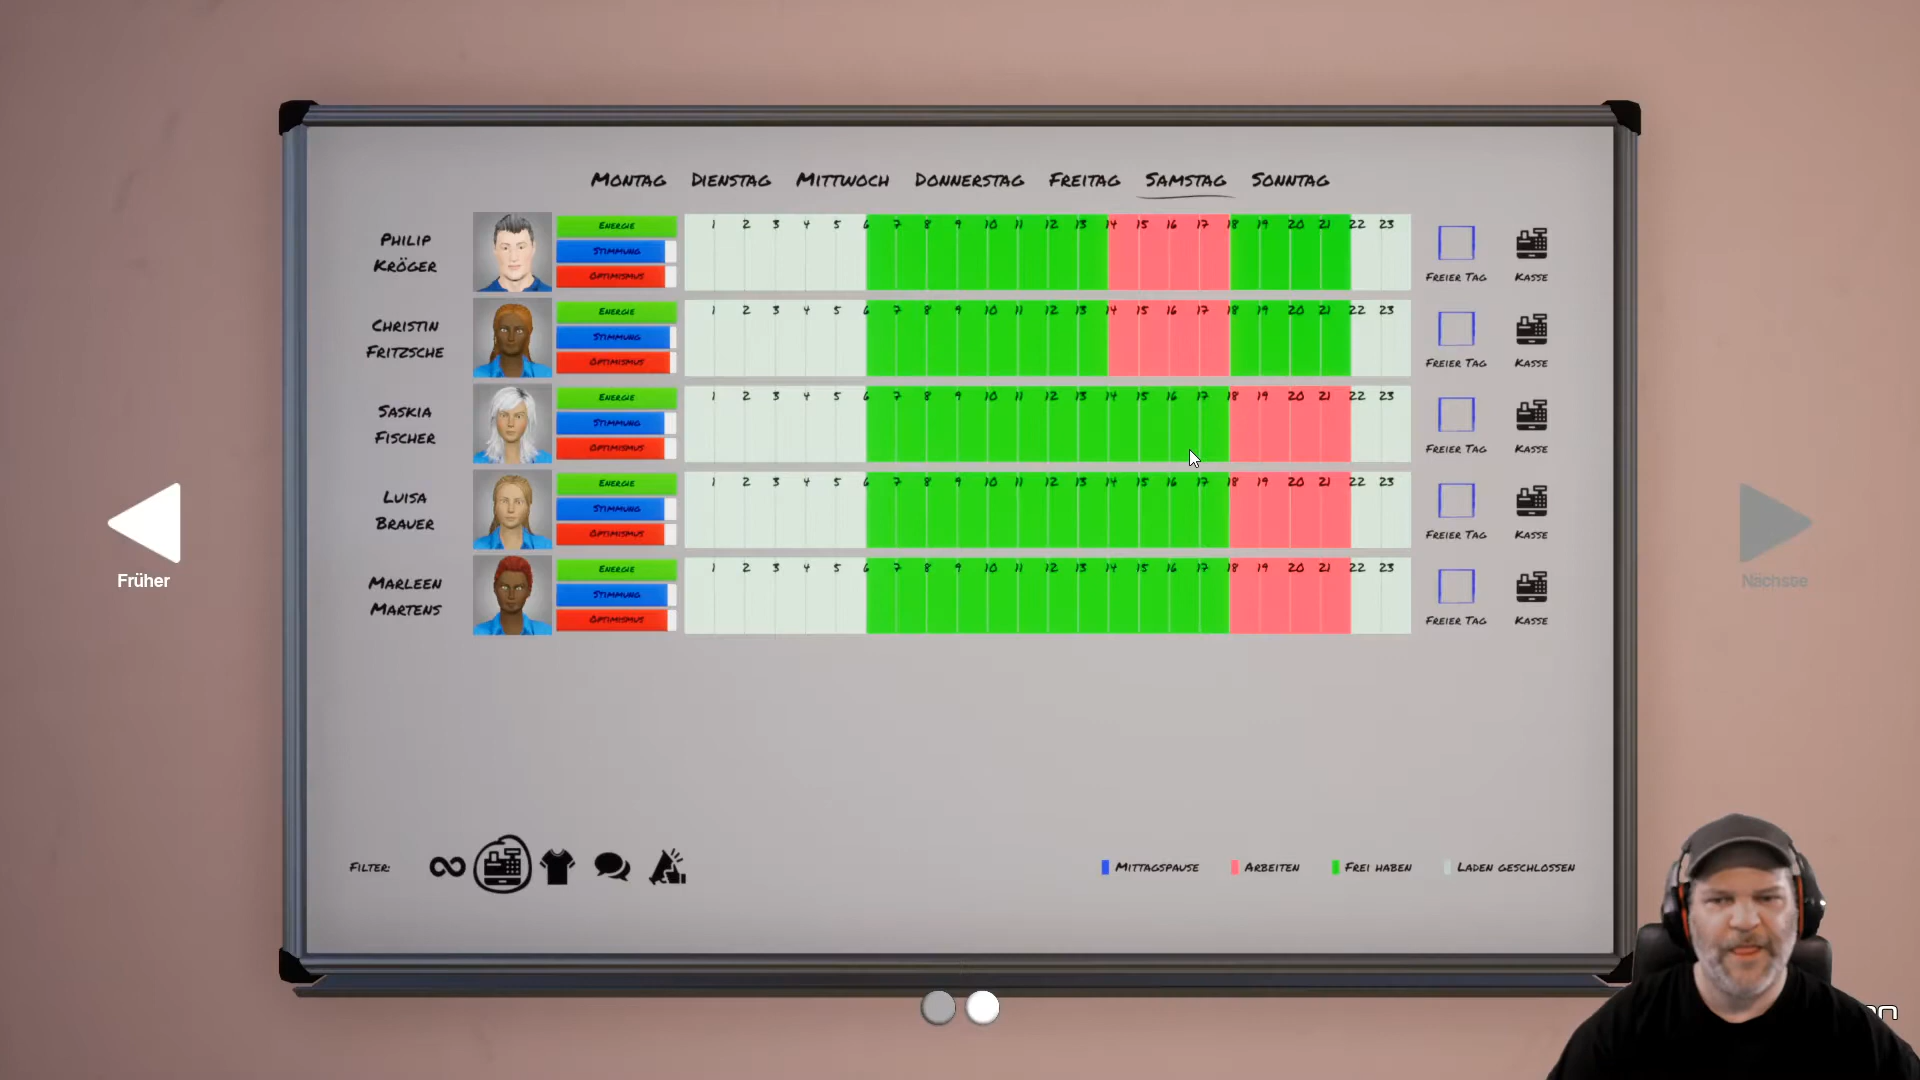 MONTAG DIENSTAG MITTWOCH DONNERSTAG FREITAG SAMSTAG SONNTAG
PHILIP
KRÖGER
ENERGIE
STIMMUNG
OPTIMISMUS
1 2 3 4 5 6 7 8 9 10 11 12 13 14 15 16 17 18 19 20 21 22 23
FREIER TAG
KASSE
CHRISTIN
FRITZSCHE
ENERGIE
STIMMUNG
OPTIMISMUS
1 2 3 4 5 6 7 8 9 10 11 12 13 14 15 16 17 18 19 20 21 22 23
FREIER TAG
KASSE
SASKIA
FISCHER
ENERGIE
STIMMUNG
OPTIMISMUS
1 2 3 4 5 6 7 8 9 10 11 12 13 14 15 16 17 18 19 20 21 22 23
FREIER TAG
KASSE
LUISA
BRAUER
ENERGIE
STIMMUNG
OPTIMISMUS
1 2 3 4 5 6 7 8 9 10 11 12 13 14 15 16 17 18 19 20 21 22 23
FREIER TAG
KASSE
MARLEEN
MARTENS
ENERGIE
STIMMUNG
OPTIMISMUS
1 2 3 4 5 6 7 8 9 10 11 12 13 14 15 16 17 18 19 20 21 22 23
FREIER TAG
KASSE
Früher
Nächsse
FILTER:
MITTAGSPAUSE ARBEITEN FREI HABEN LADEN GESCHLOSSEN